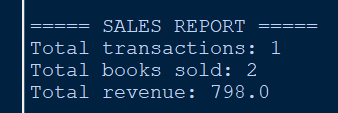 ===== SALES REPORT =====
Total transactions: 1
Total books sold: 2
Total revenue: 798.0